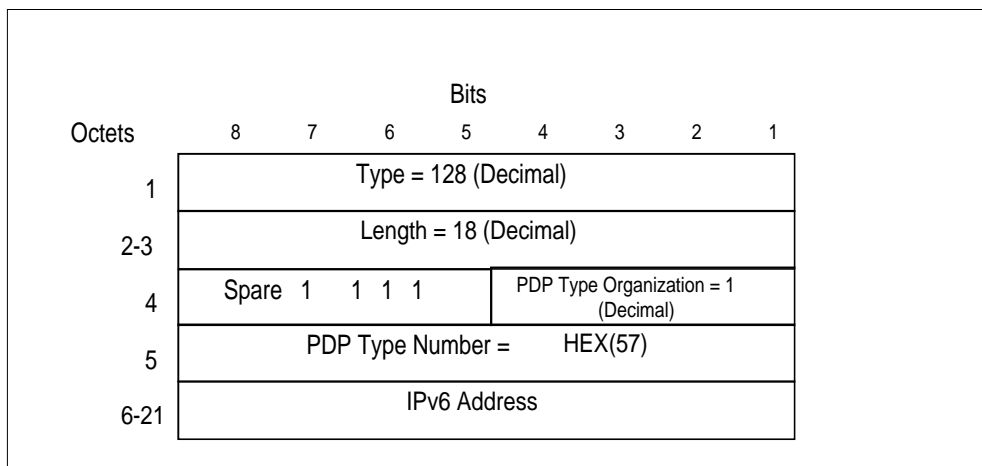 Bits
Octets 8 7 6 5 4 3 2 1
1 Type = 128 (Decimal)
2-3 Length = 18 (Decimal)
4 Spare 1 1 1 1 PDP Type Organization = 1
(Decimal)
5 PDP Type Number = HEX(57)
6-21 IPv6 Address